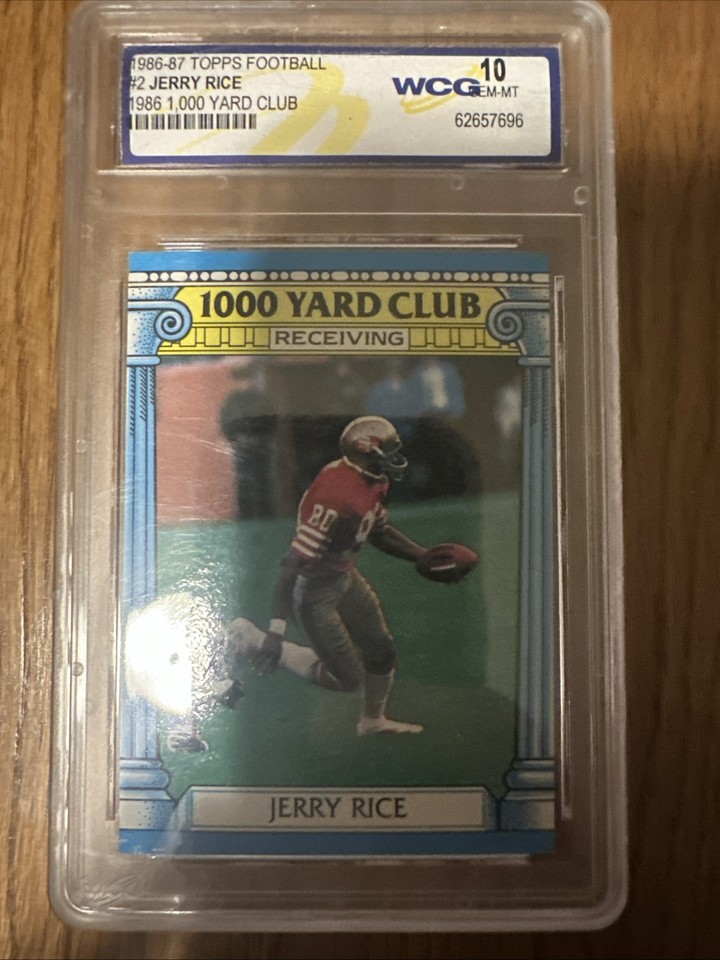 1986-87 TOPPS FOOTBALL
#2 JERRY RICE
1986 1,000 YARD CLUB
WCG 10
GEM-MT
62657696
1000 YARD CLUB
RECEIVING
80
JERRY RICE